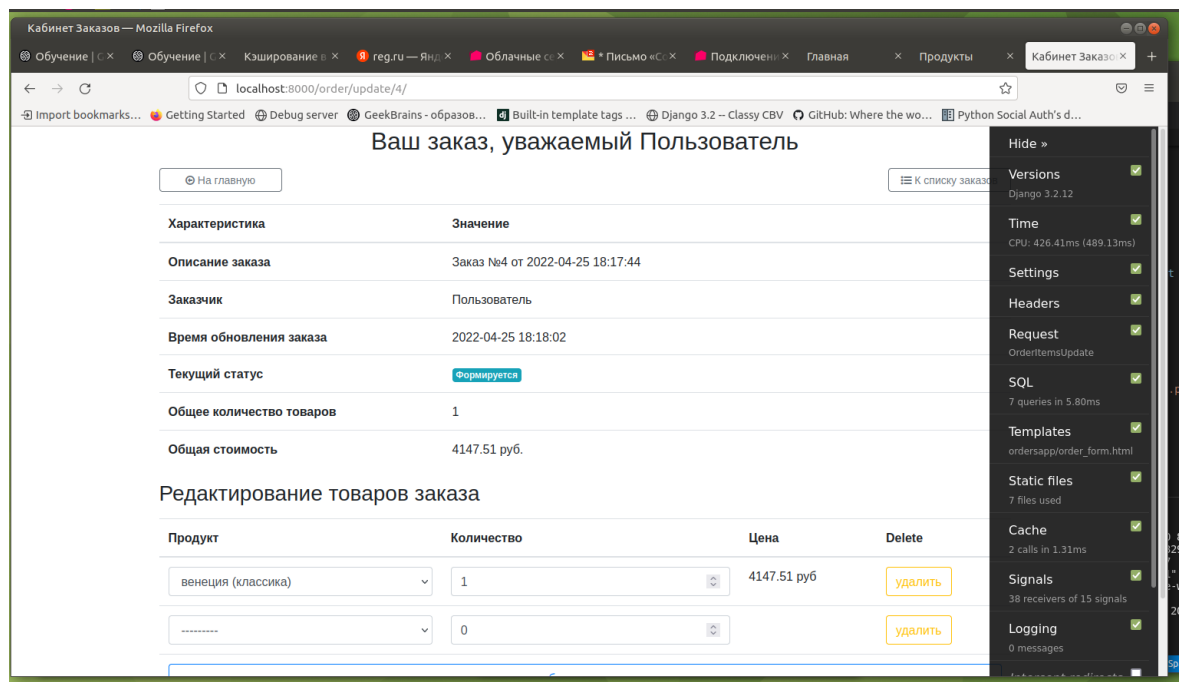 Кабинет Заказов — Mozilla Firefox
Обучение | С Обучение | С Кэширование в reg.ru — Янд Облачные се * Письмо «Со Подключени Главная Продукты Кабинет Заказо
localhost:8000/order/update/4/
Import bookmarks... Getting Started Debug server GeekBrains - образов... Built-in template tags ... Django 3.2 -- Classy CBV GitHub: Where the wo... Python Social Auth's d...
Ваш заказ, уважаемый Пользователь
На главную К списку заказов
Характеристика Значение
Описание заказа Заказ №4 от 2022-04-25 18:17:44
Заказчик Пользователь
Время обновления заказа 2022-04-25 18:18:02
Текущий статус Формируется
Общее количество товаров 1
Общая стоимость 4147.51 руб.
Редактирование товаров заказа
Продукт Количество Цена Delete
венеция (классика) 1 4147.51 руб удалить
--------- 0 удалить
Hide »
Versions
Django 3.2.12
Time
CPU: 426.41ms (489.13ms)
Settings
Headers
Request
OrderItemsUpdate
SQL
7 queries in 5.80ms
Templates
ordersapp/order_form.html
Static files
7 files used
Cache
2 calls in 1.31ms
Signals
38 receivers of 15 signals
Logging
0 messages
Intercept redirects